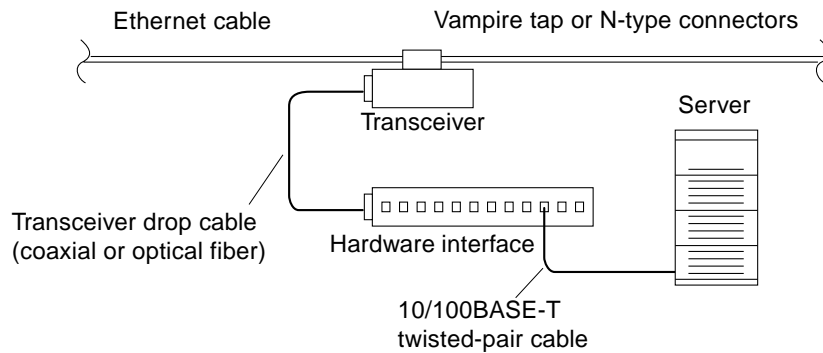 Ethernet cable
Vampire tap or N-type connectors
Server
Transceiver
Transceiver drop cable
(coaxial or optical fiber)
Hardware interface
10/100BASE-T
twisted-pair cable